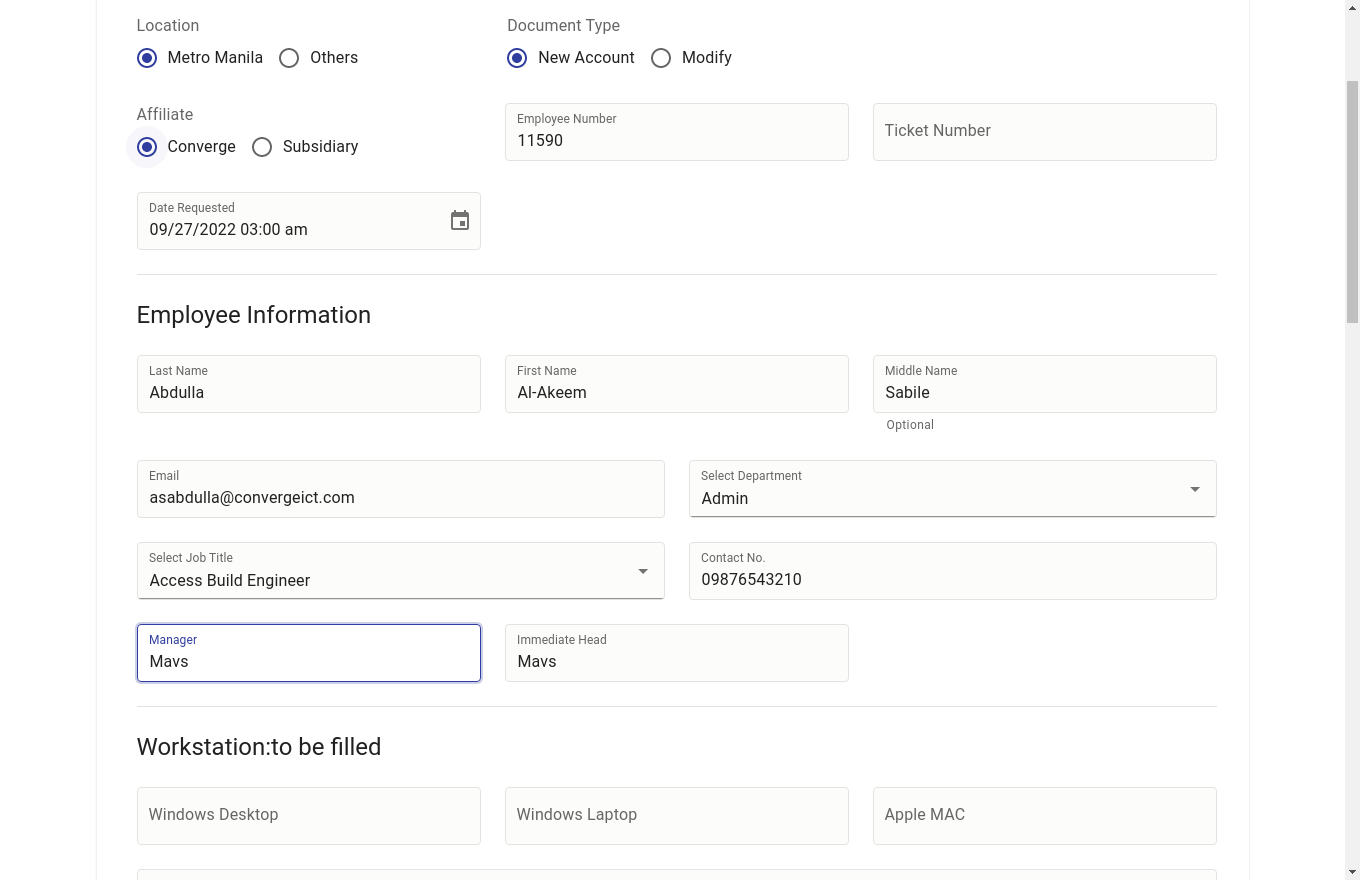 Location
Document Type
Metro Manila Others New Account Modify
Affiliate
Converge Subsidiary
Employee Number
11590
Ticket Number
Date Requested
09/27/2022 03:00 am
Employee Information
Last Name First Name Middle Name
Abdulla Al-Akeem Sabile
Optional
Email Select Department
asabdulla@convergeict.com Admin
Select Job Title Contact No.
Access Build Engineer 09876543210
Manager Immediate Head
Mavs Mavs
Workstation:to be filled
Windows Desktop Windows Laptop Apple MAC